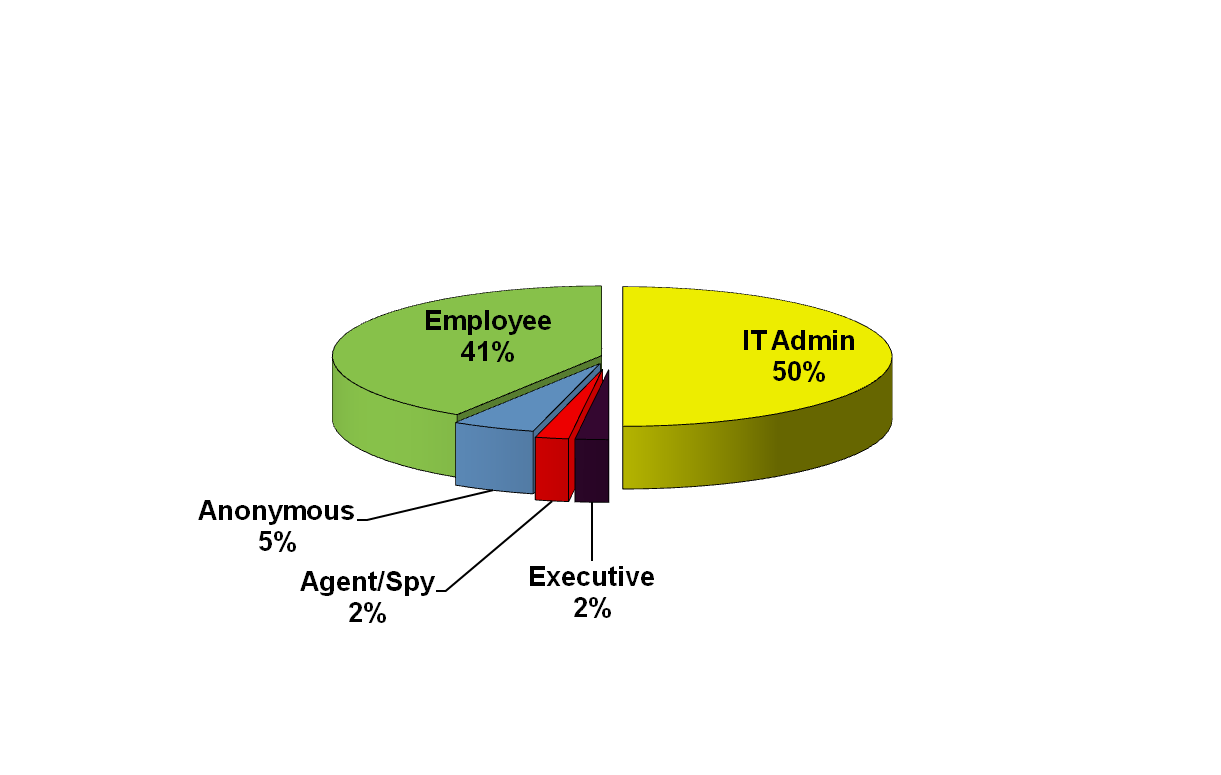 Employee
41%
IT Admin
50%
Anonymous
5%
Agent/Spy
2%
Executive
2%